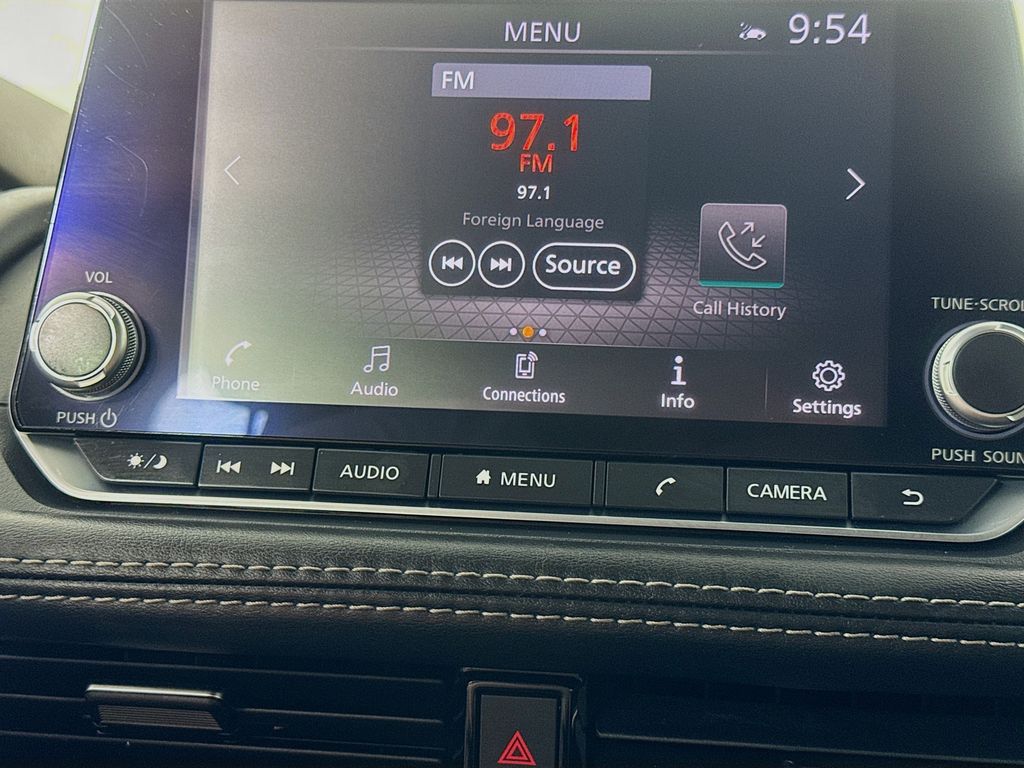 MENU
9:54
FM
97.1
FM
97.1
Foreign Language
Source
Call History
Phone
Audio
Connections
Info
Settings
VOL
PUSH
TUNE·SCROL
PUSH SOUN
AUDIO
MENU
CAMERA